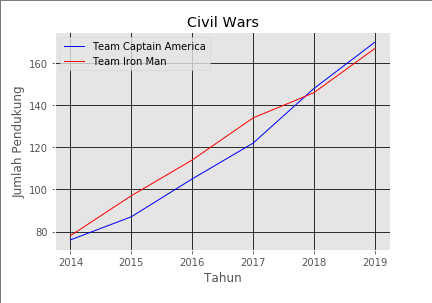 Civil Wars
Team Captain America
Team Iron Man
160
140
120
100
80
Jumlah Pendukung
2014 2015 2016 2017 2018 2019
Tahun